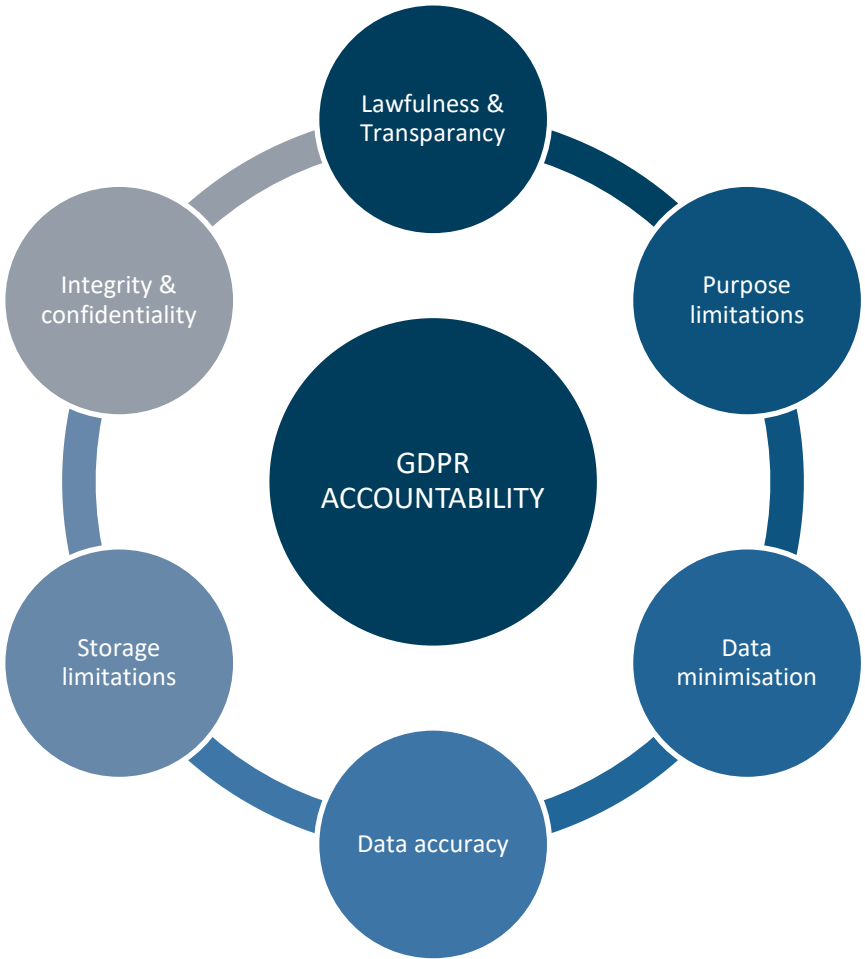 Lawfulness &
Transparancy
Purpose
limitations
Data
minimisation
Data accuracy
Storage
limitations
Integrity &
confidentiality
GDPR
ACCOUNTABILITY